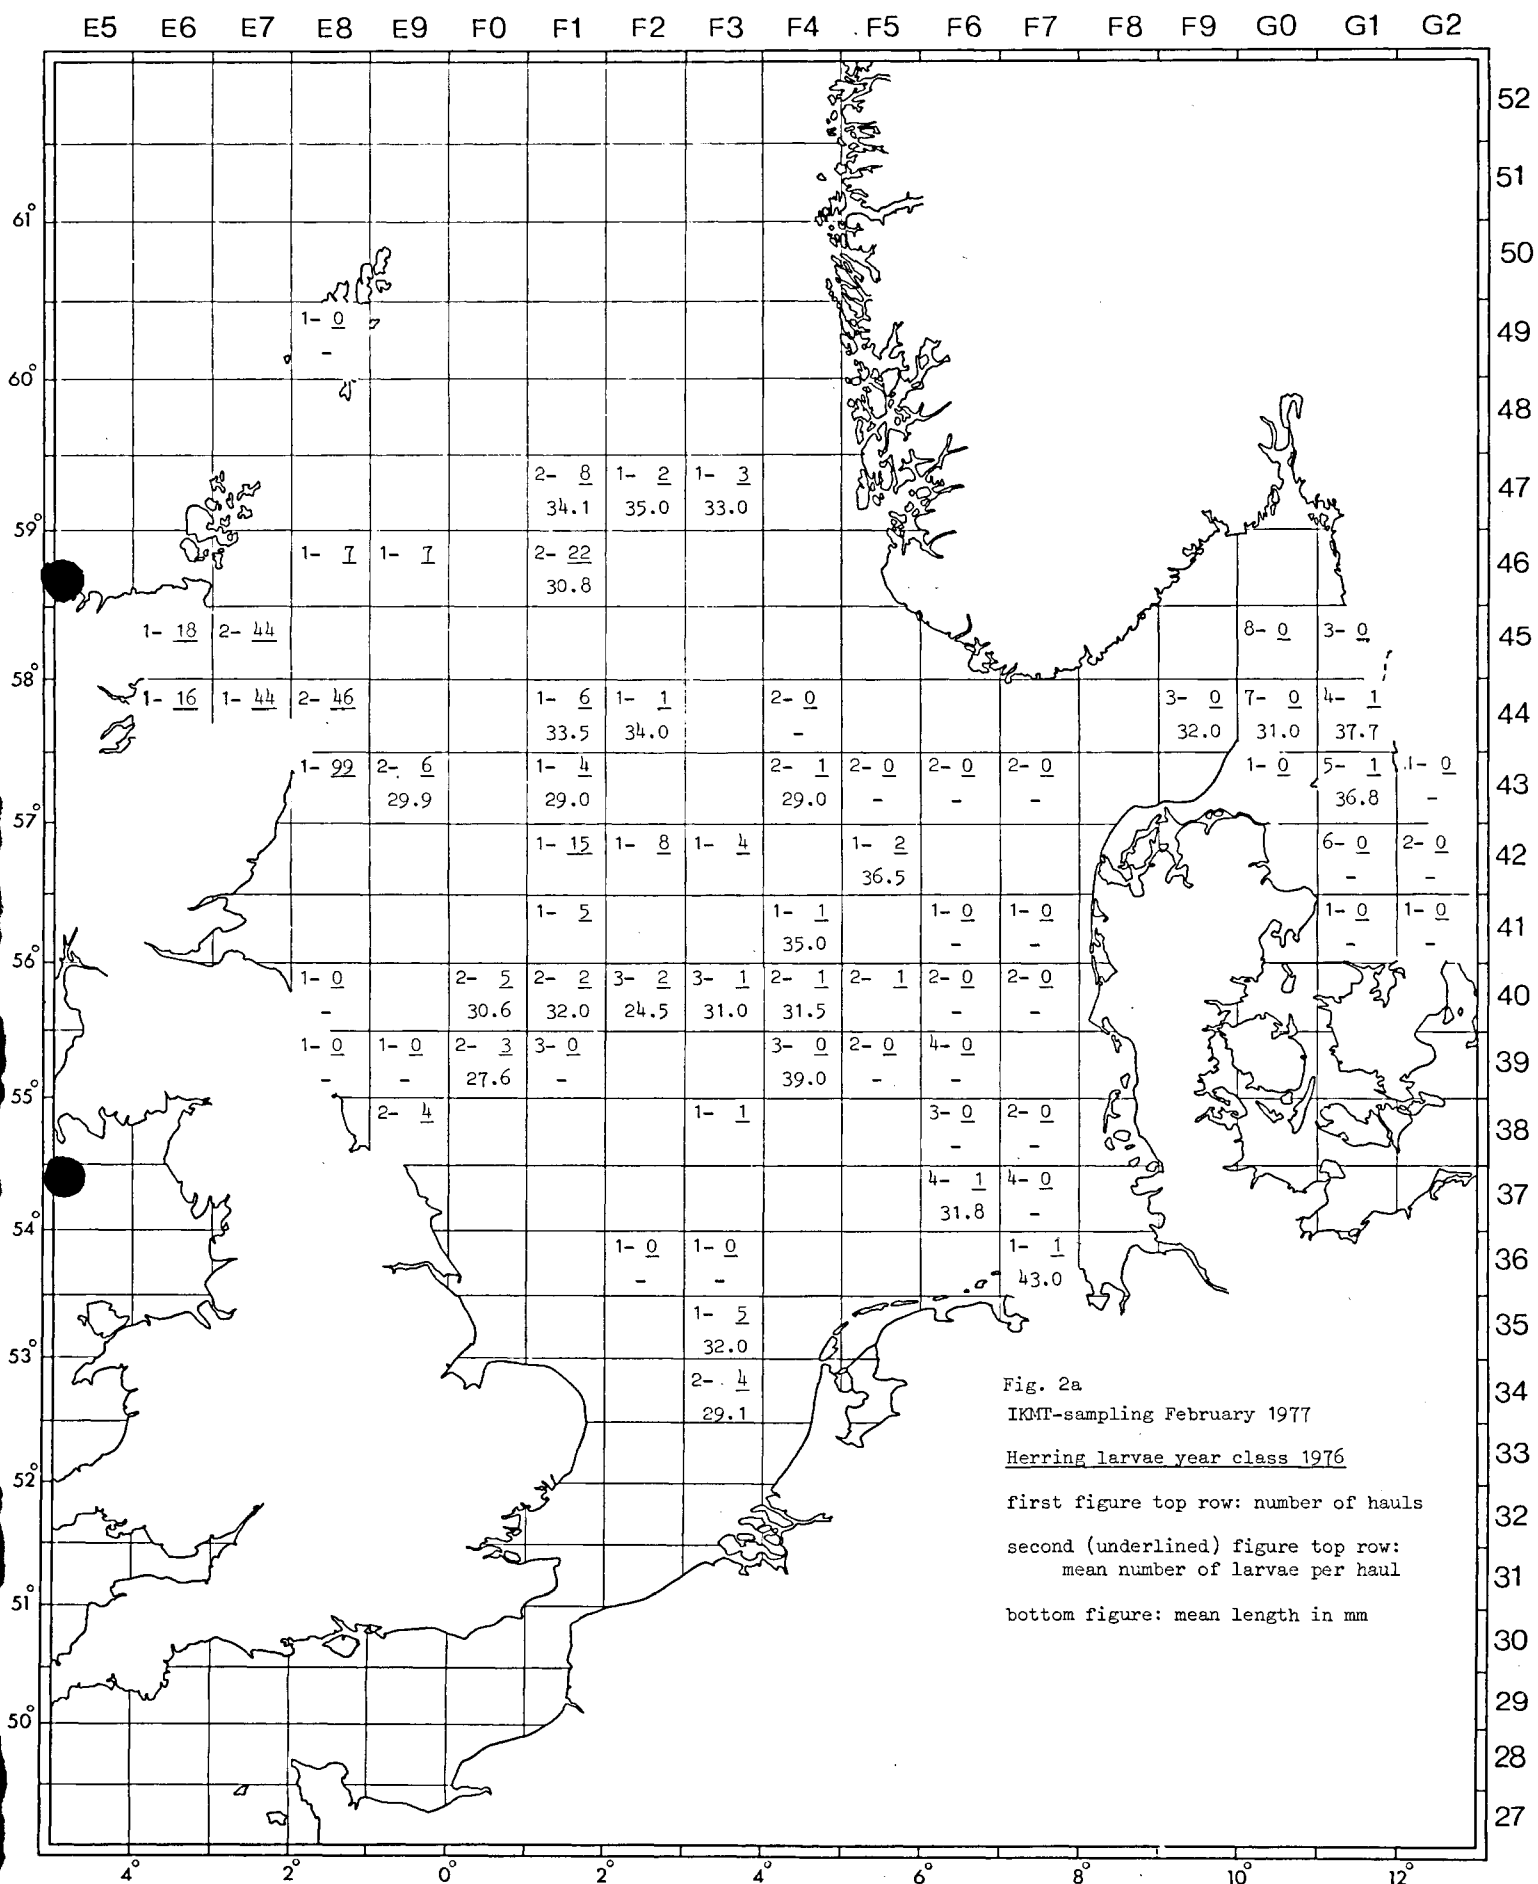 E5 E6 E7 E8 E9 F0 F1 F2 F3 F4 F5 F6 F7 F8 F9 G0 G1 G2
52
51
61°
50
1- 0 49
-
60°
48
2- 8 1- 2 1- 3 47
34.1 35.0 33.0
59°
1- 7 1- 7 2- 22 46
30.8
1- 18 2- 44 8- 0 3- 0 45
58°
1- 16 1- 44 2- 46 1- 6 1- 1 2- 0 3- 0 7- 0 4- 1 44
33.5 34.0 - 32.0 31.0 37.7
1- 99 2- 6 1- 4 2- 1 2- 0 2- 0 2- 0 1- 0 5- 1 1- 0 43
29.9 29.0 29.0 - - - 36.8 -
57°
1- 15 1- 8 1- 4 1- 2 6- 0 2- 0 42
36.5 - -
1- 5 1- 1 1- 0 1- 0 1- 0 1- 0 41
35.0 - - - -
56°
1- 0 2- 5 2- 2 3- 2 3- 1 2- 1 2- 1 2- 0 2- 0 40
- 30.6 32.0 24.5 31.0 31.5 - -
1- 0 1- 0 2- 3 3- 0 3- 0 2- 0 4- 0 39
- - 27.6 - 39.0 - -
55°
2- 4 1- 1 3- 0 2- 0 38
- -
4- 1 4- 0 37
31.8 -
54°
1- 0 1- 0 1- 1 36
- - 43.0
1- 5 35
32.0
53°
2- 4 34
29.1
Fig. 2a
IKMT-sampling February 1977
33
Herring larvae year class 1976
52°
first figure top row: number of hauls
32
second (underlined) figure top row:
mean number of larvae per haul
31
51°
bottom figure: mean length in mm
30
29
50°
28
27
4° 2° 0° 2° 4° 6° 8° 10° 12°